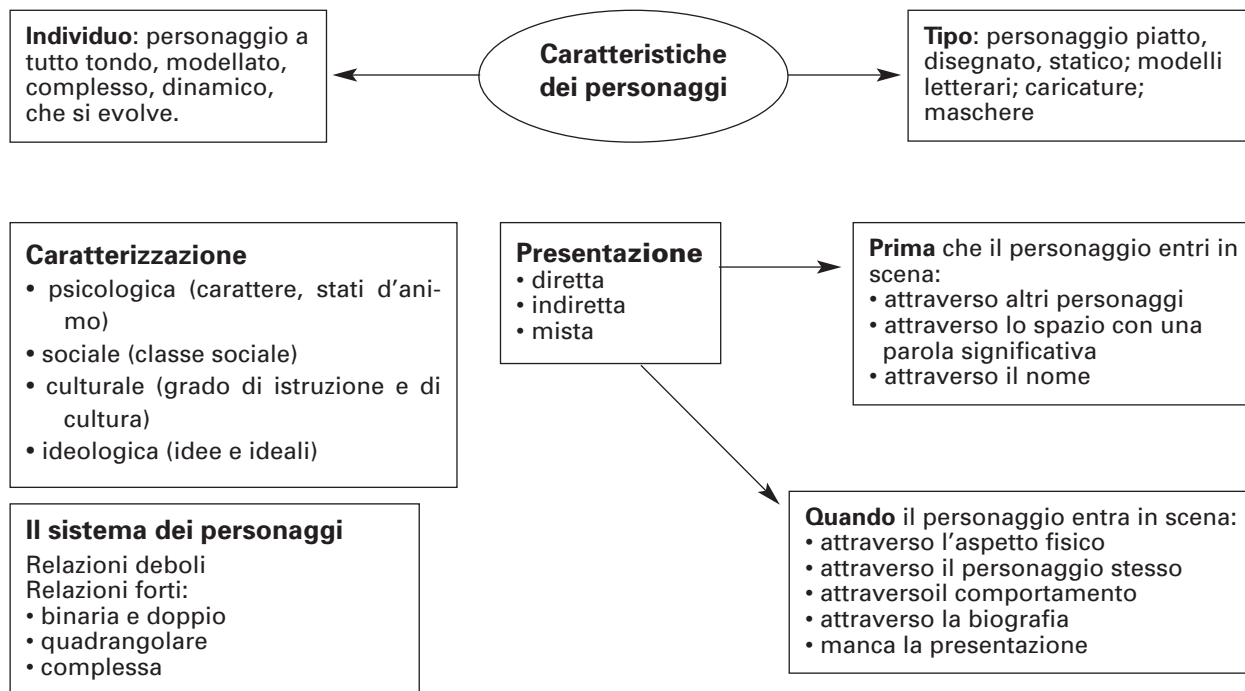 Individuo: personaggio a
tutto tondo, modellato,
complesso, dinamico,
che si evolve.
Caratteristiche
dei personaggi
Tipo: personaggio piatto,
disegnato, statico; modelli
letterari; caricature;
maschere
Caratterizzazione
• psicologica (carattere, stati d'ani-
mo)
• sociale (classe sociale)
• culturale (grado di istruzione e di
cultura)
• ideologica (idee e ideali)
Presentazione
• diretta
• indiretta
• mista
Prima che il personaggio entri in
scena:
• attraverso altri personaggi
• attraverso lo spazio con una
parola significativa
• attraverso il nome
Il sistema dei personaggi
Relazioni deboli
Relazioni forti:
• binaria e doppio
• quadrangolare
• complessa
Quando il personaggio entra in scena:
• attraverso l'aspetto fisico
• attraverso il personaggio stesso
• attraversoil comportamento
• attraverso la biografia
• manca la presentazione